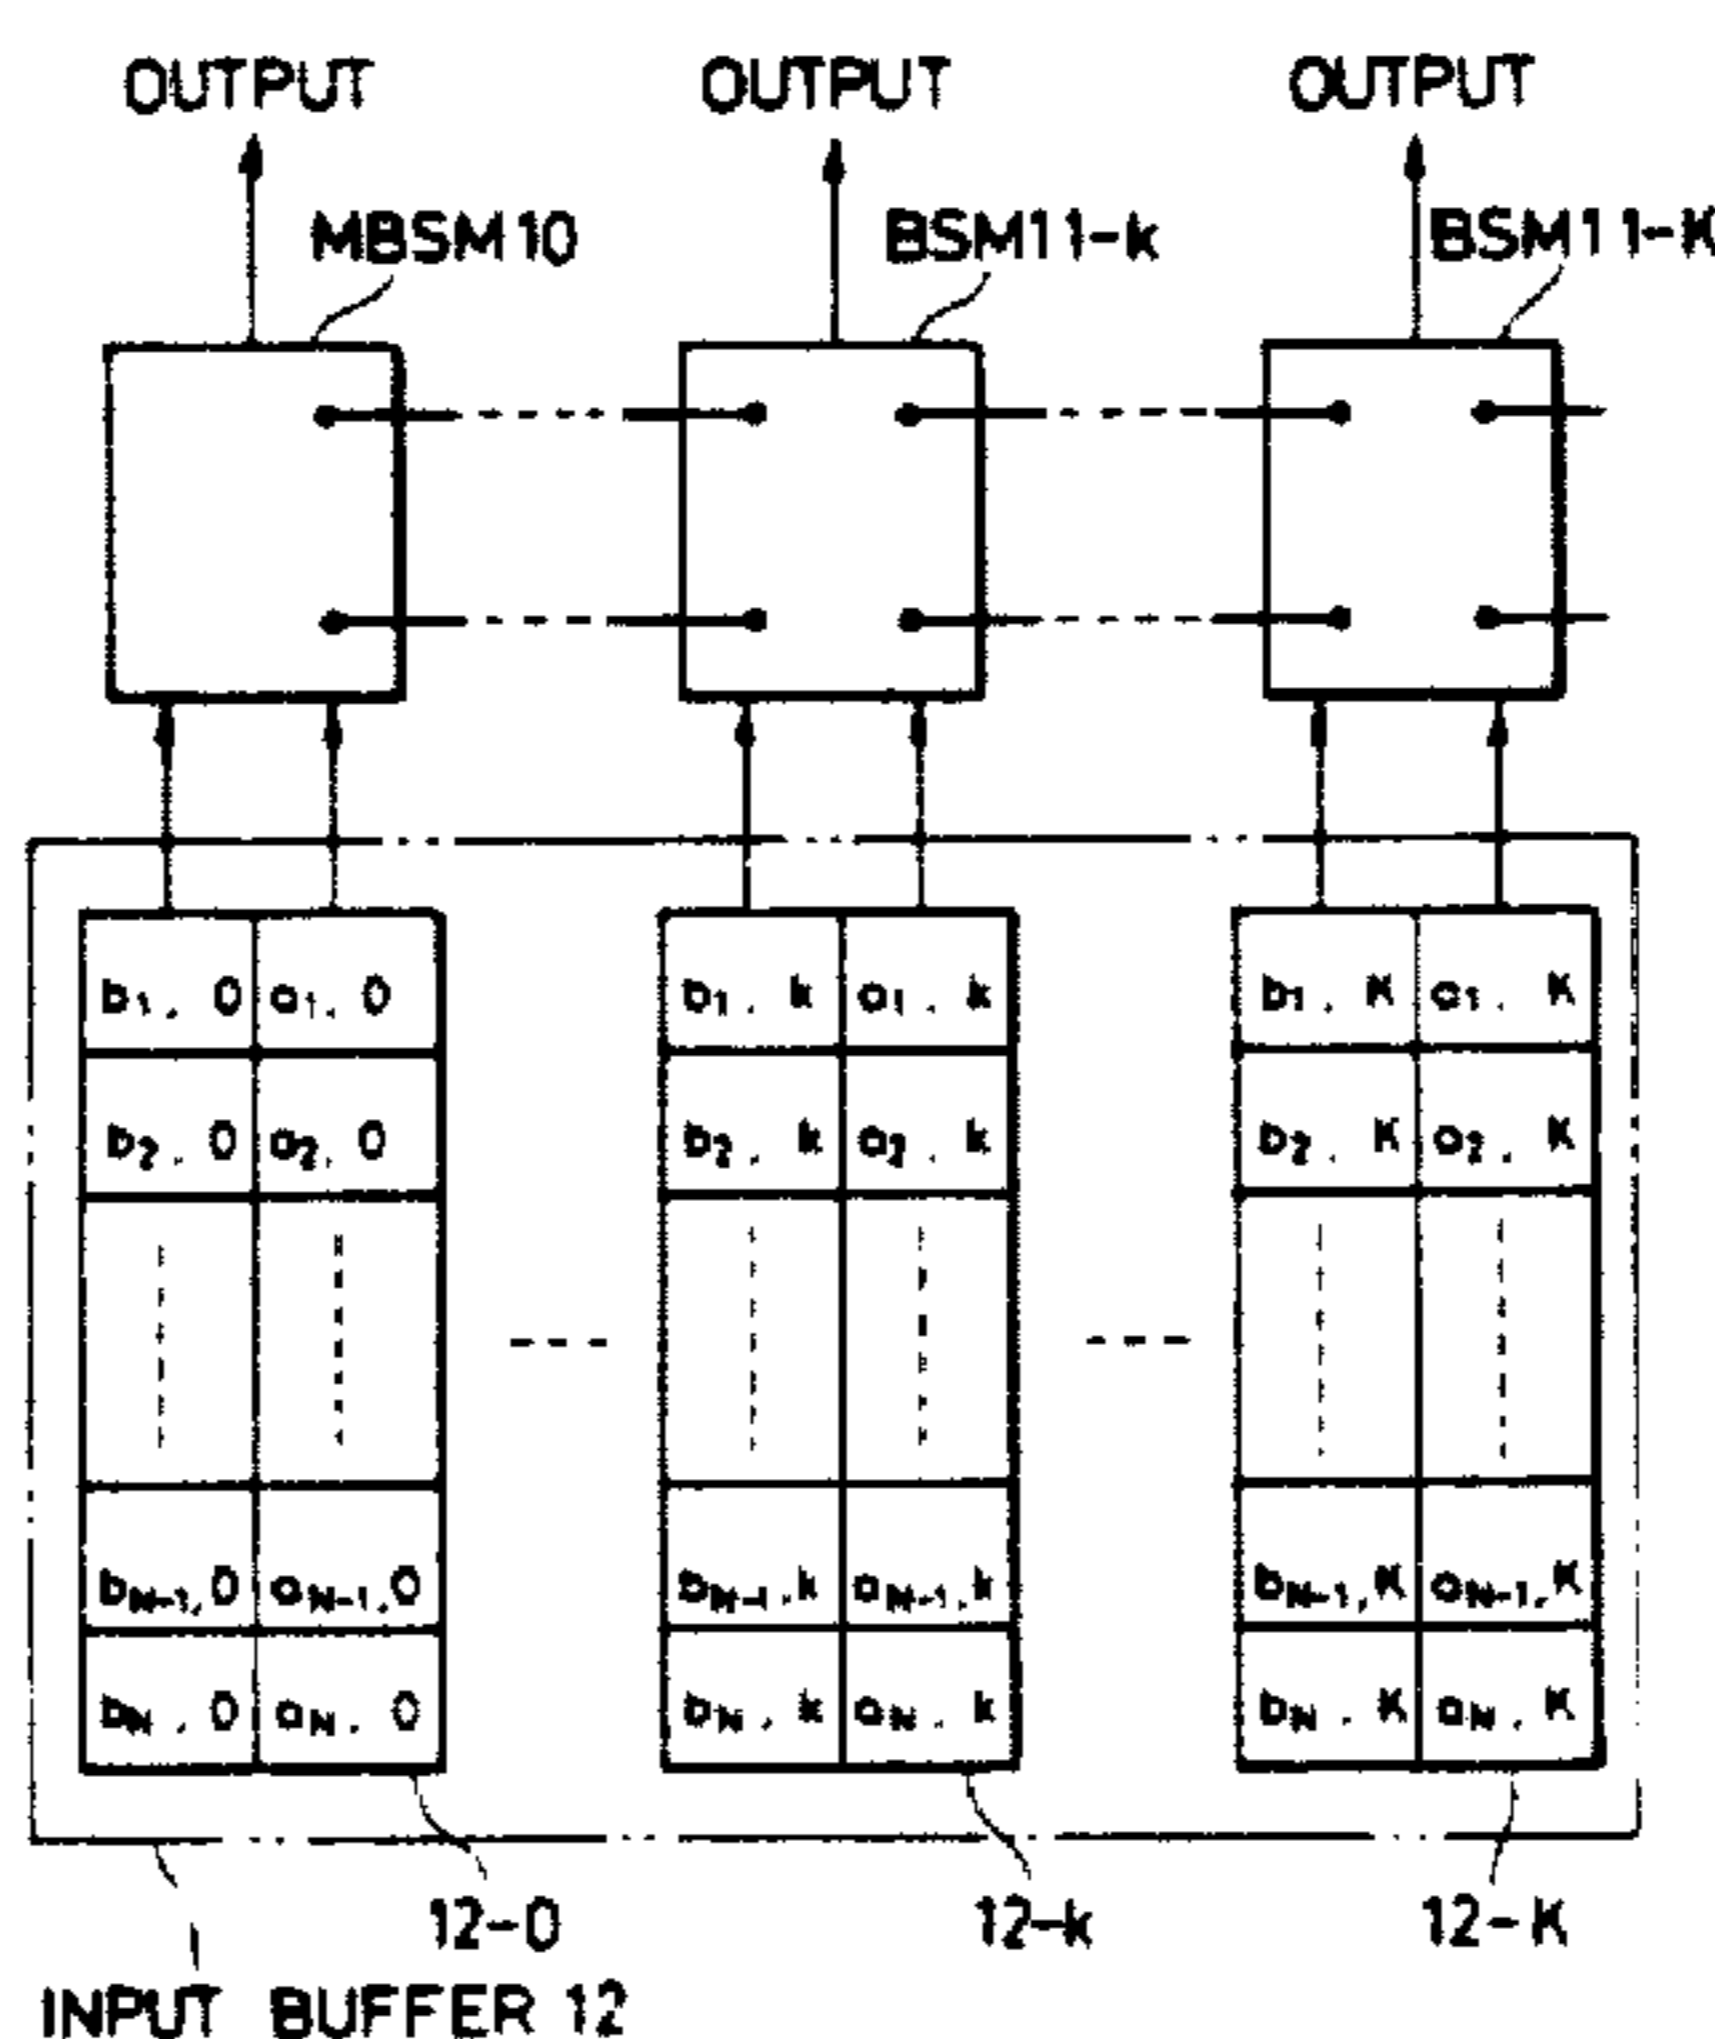 OUTPUT OUTPUT OUTPUT
MBSM10 BSM11-k BSM11-K
b1, 0 a1, 0 b1, k a1, k b1, K a1, K
b2, 0 a2, 0 b2, k a2, k b2, K a2, K
bN-1, 0 aN-1, 0 bN-1, k aN-1, k bN-1, K aN-1, K
bN, 0 aN, 0 bN, k aN, k bN, K aN, K
12-0 12-k 12-K
INPUT BUFFER 12